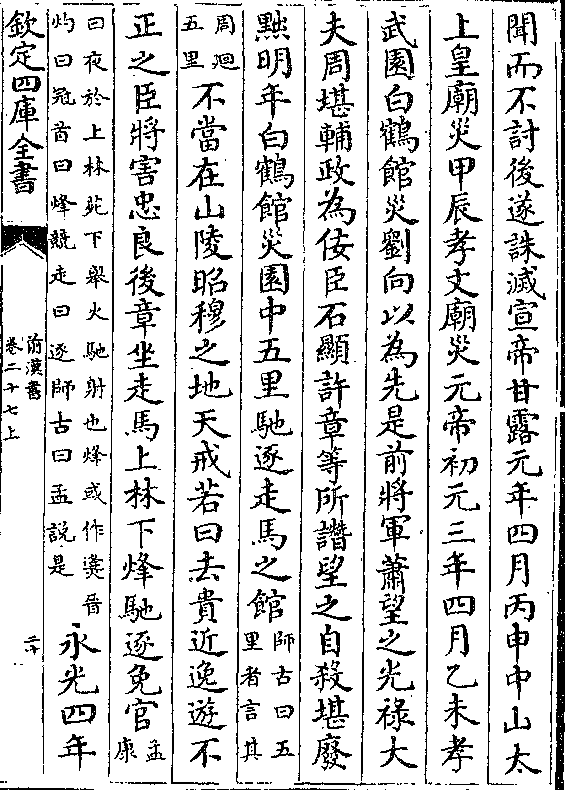 聞而不討後遂誅滅宣帝甘露元年四月丙申中山太
上皇廟災甲辰孝文廟災元帝初元三年四月乙未孝
武園白鶴館災劉向以為先是前將軍蕭望之光祿大
夫周堪輔政為佞臣石顯許章等所譖望之自殺堪廢
黜明年白鶴館災園中五里馳逐走馬之館師古曰五
里者言其
周迴
五里
不當在山陵昭穆之地天戒若曰去貴近逸遊不
正之臣將害忠良後章坐走馬上林下烽馳逐免官孟
康
曰夜於上林苑下舉火馳射也烽或作㷭晉
灼曰冠首曰烽競走曰逐師古曰孟說是
永光四年
欽定四庫全書
前漢書
卷二十七上
二十